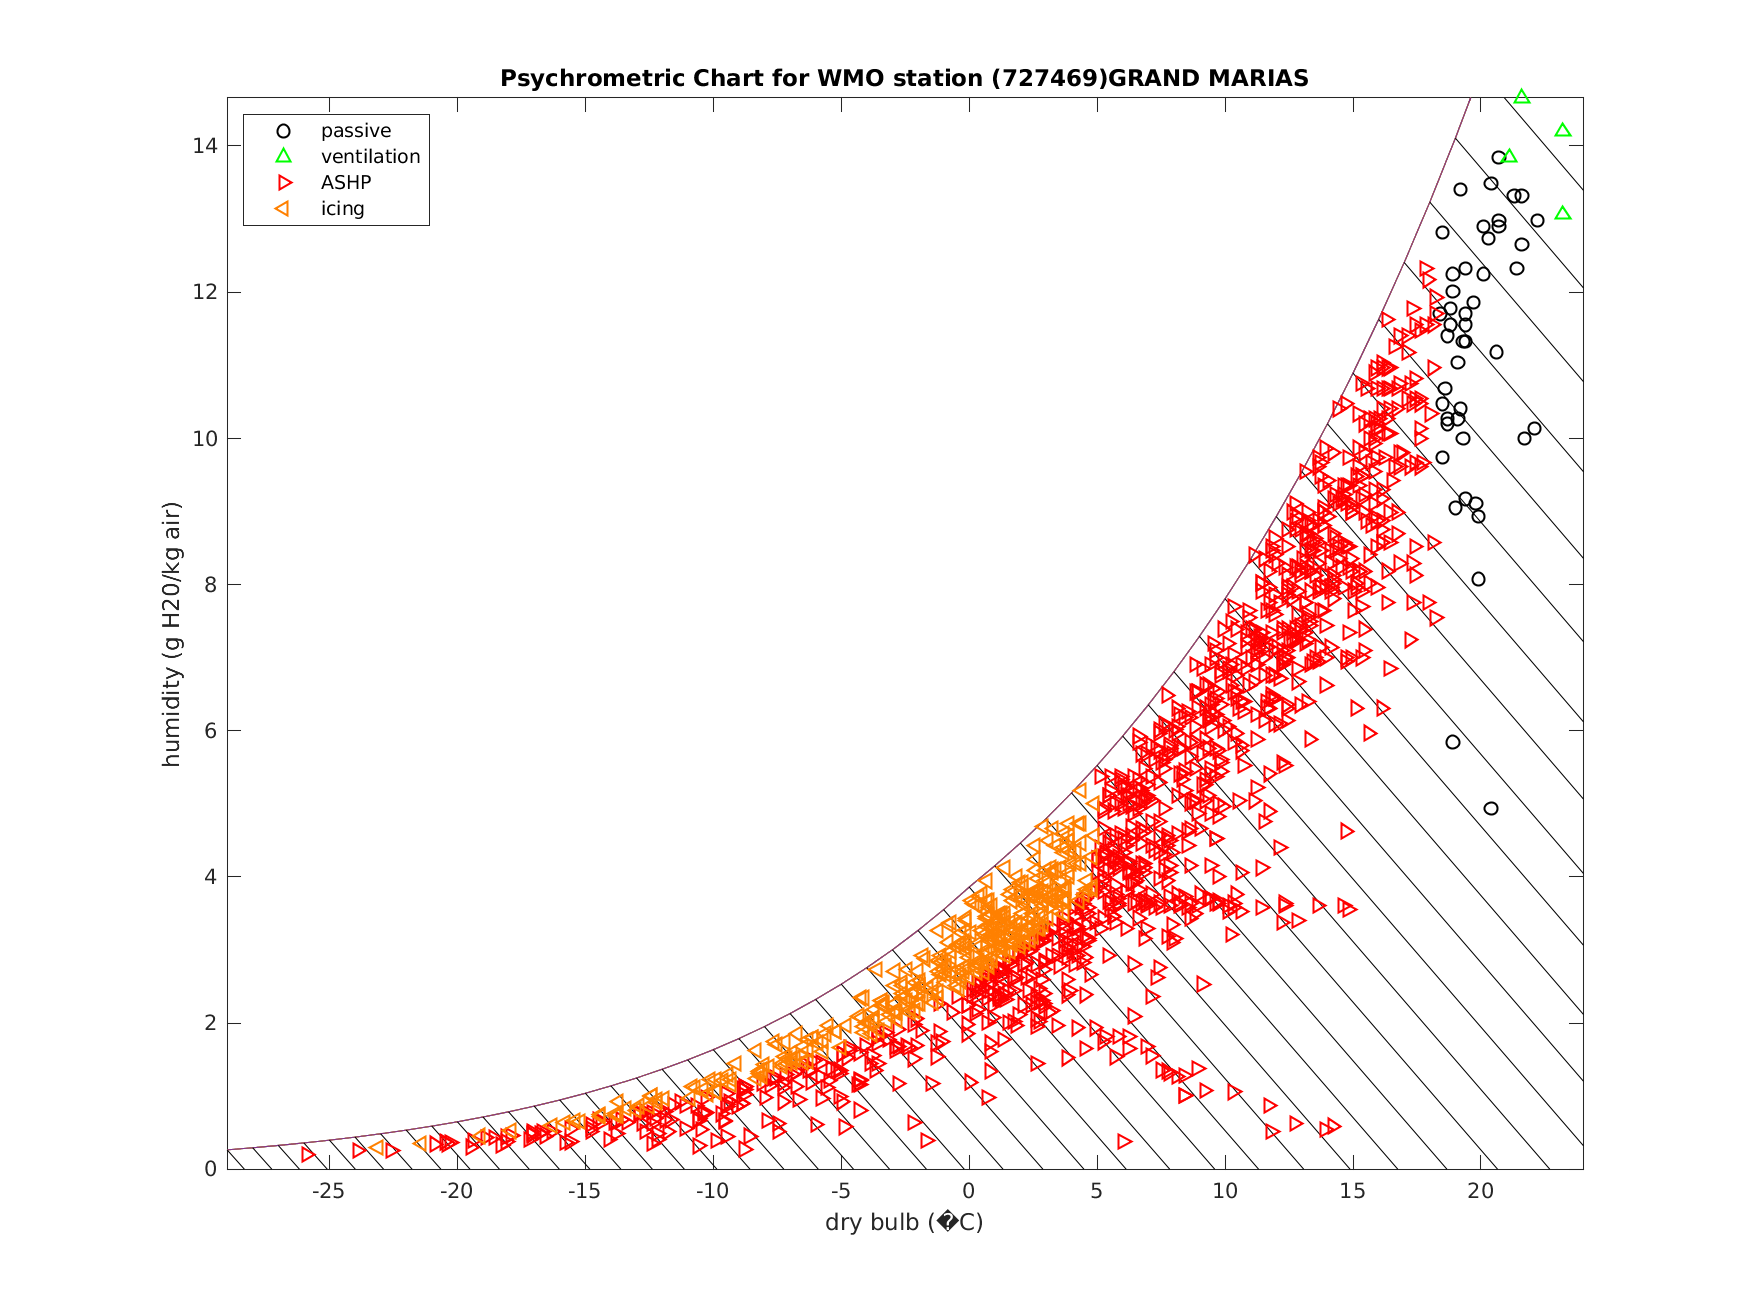 Psychrometric Chart for WMO station (727469)GRAND MARIAS
passive
ventilation
ASHP
icing
humidity (g H20/kg air)
14
12
10
8
6
4
2
0
-25 -20 -15 -10 -5 0 5 10 15 20
dry bulb (�C)